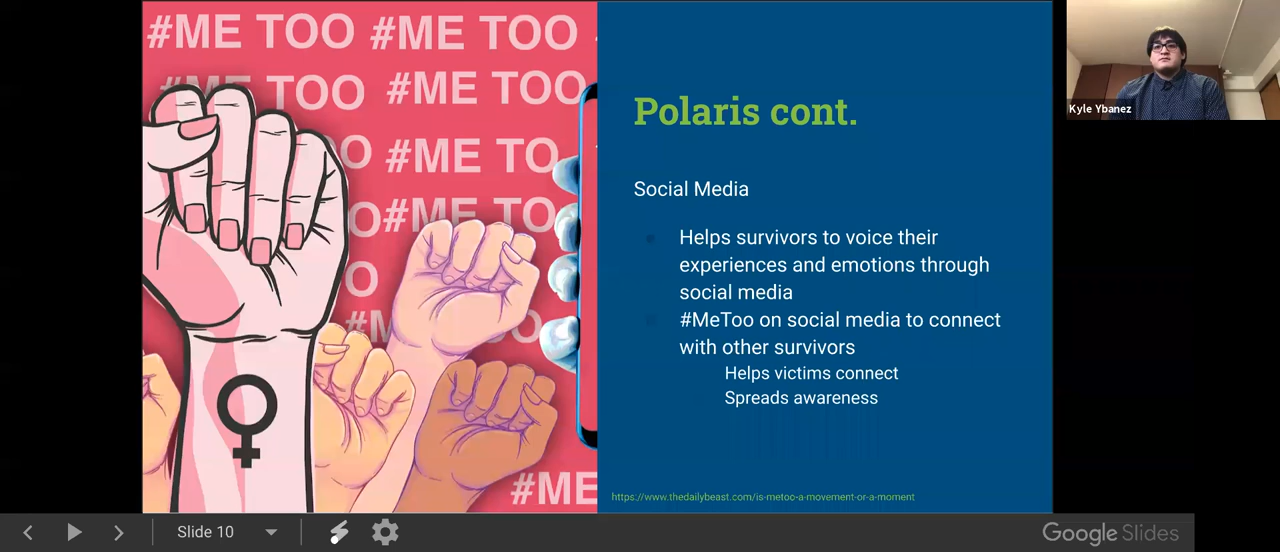 #ME TOO #ME TOO
#ME TOO #ME TOO
#ME TO
#ME TO
#ME
Polaris cont.
Social Media
Helps survivors to voice their
experiences and emotions through
social media
#MeToo on social media to connect
with other survivors
Helps victims connect
Spreads awareness
https://www.thedailybeast.com/is-metoo-a-movement-or-a-moment
Kyle Ybanez
Slide 10
Google Slides